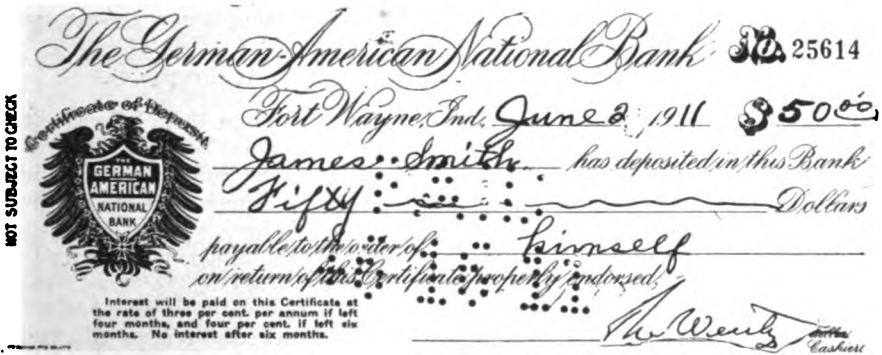 The German-American National Bank No. 25614
Fort Wayne, Ind. June 2 1911 $50.00
James Smith has deposited in this Bank
Fifty Dollars
payable to the order of himself
on return of this Certificate properly endorsed.
Certificate of Deposit
THE
GERMAN
AMERICAN
NATIONAL
BANK
NOT SUBJECT TO CHECK
Interest will be paid on this Certificate at
the rate of three per cent. per annum if left
four months, and four per cent. if left six
months. No interest after six months.
Cashier